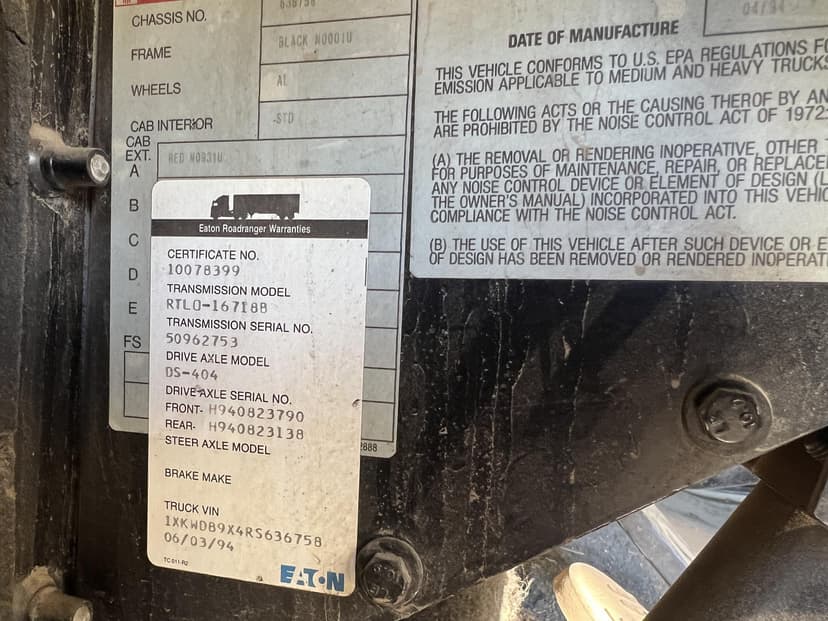 CHASSIS NO.
FRAME BLACK N0001U
WHEELS AL
CAB INTERIOR STD
CAB
EXT.
A RED N0931U
B
C
D
E
FS
DATE OF MANUFACTURE 04/94
THIS VEHICLE CONFORMS TO U.S. EPA REGULATIONS
EMISSION APPLICABLE TO MEDIUM AND HEAVY TRUCKS
THE FOLLOWING ACTS OR THE CAUSING THEROF BY
ARE PROHIBITED BY THE NOISE CONTROL ACT OF 1972:
(A) THE REMOVAL OR RENDERING INOPERATIVE, OTHER
FOR PURPOSES OF MAINTENANCE, REPAIR, OR
ANY NOISE CONTROL DEVICE OR ELEMENT OF DESIGN
THE OWNER'S MANUAL) INCORPORATED INTO THIS
COMPLIANCE WITH THE NOISE CONTROL ACT.
(B) THE USE OF THIS VEHICLE AFTER SUCH DEVICE OR
OF DESIGN HAS BEEN REMOVED OR RENDERED
Eaton Roadranger Warranties
CERTIFICATE NO.
10078399
TRANSMISSION MODEL
RTLO-16718B
TRANSMISSION SERIAL NO.
50962753
DRIVE AXLE MODEL
DS-404
DRIVE AXLE SERIAL NO.
FRONT- H940823790
REAR- H940823138
STEER AXLE MODEL
BRAKE MAKE
TRUCK VIN
1XKWDB9X4RS636758
06/03/94
TC-011-R2
EATON